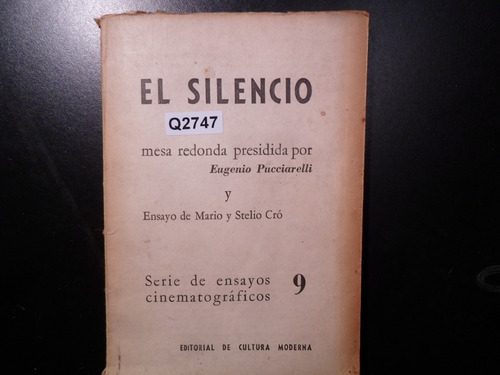 EL SILENCIO
Q2747
mesa redonda presidida por
Eugenio Pucciarelli
y
Ensayo de Mario y Stelio Cró
Serie de ensayos 9
cinematográficos
EDITORIAL DE CULTURA MODERNA